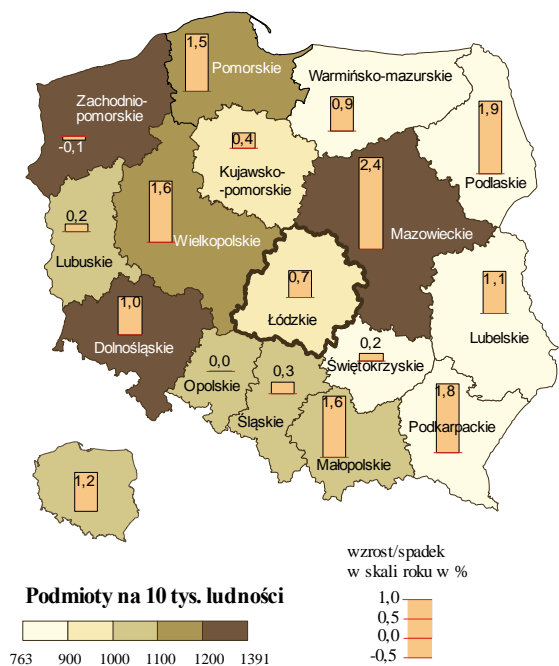 1,5
Pomorskie
Warmińsko-mazurskie
0,9
Zachodnio-
pomorskie
-0,1
0,4
Kujawsko-
-pomorskie
1,9
Podlaskie
2,4
Mazowieckie
1,6
Wielkopolskie
0,2
Lubuskie
0,7
Łódzkie
1,1
Lubelskie
1,0
Dolnośląskie
0,0
Opolskie
0,3
Śląskie
0,2
Świętokrzyskie
1,6
Małopolskie
1,8
Podkarpackie
1,2
wzrost/spadek
w skali roku w %
1,0
0,5
0,0
-0,5
Podmioty na 10 tys. ludności
763 900 1000 1100 1200 1391